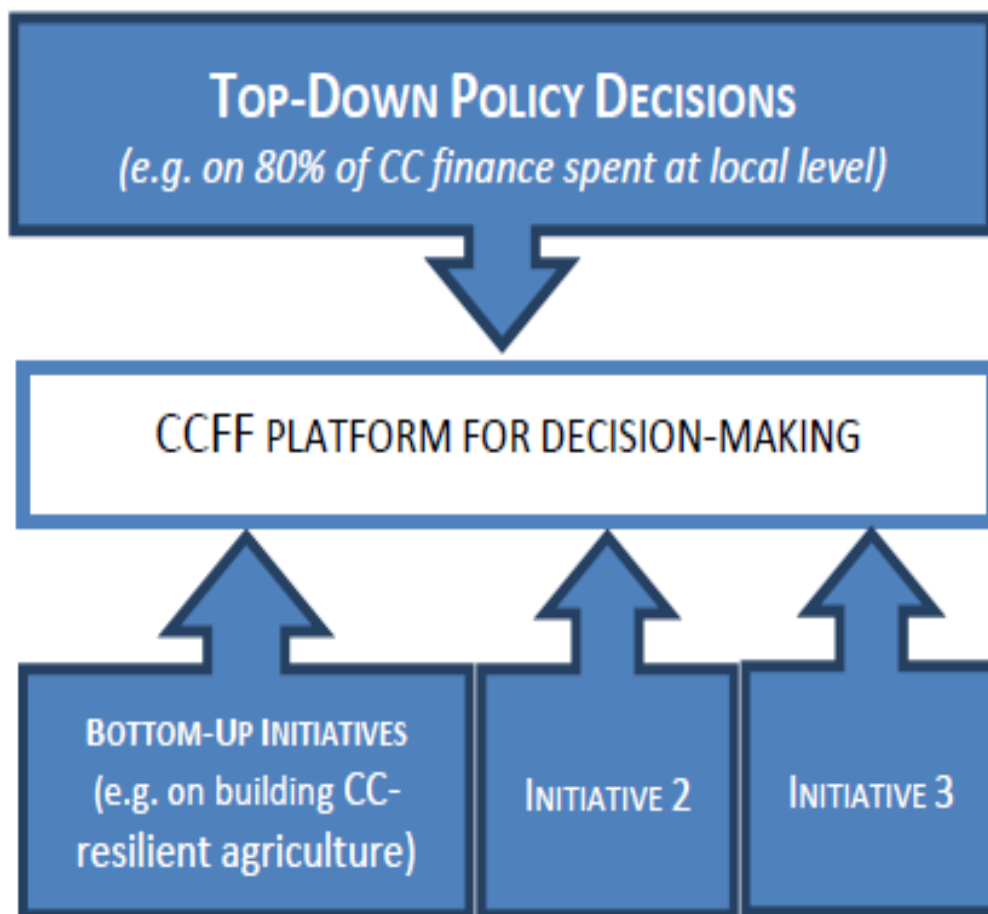 TOP-DOWN POLICY DECISIONS
(e.g. on 80% of CC finance spent at local level)
CCFF PLATFORM FOR DECISION-MAKING
BOTTOM-UP INITIATIVES
(e.g. on building CC-
resilient agriculture)
INITIATIVE 2
INITIATIVE 3